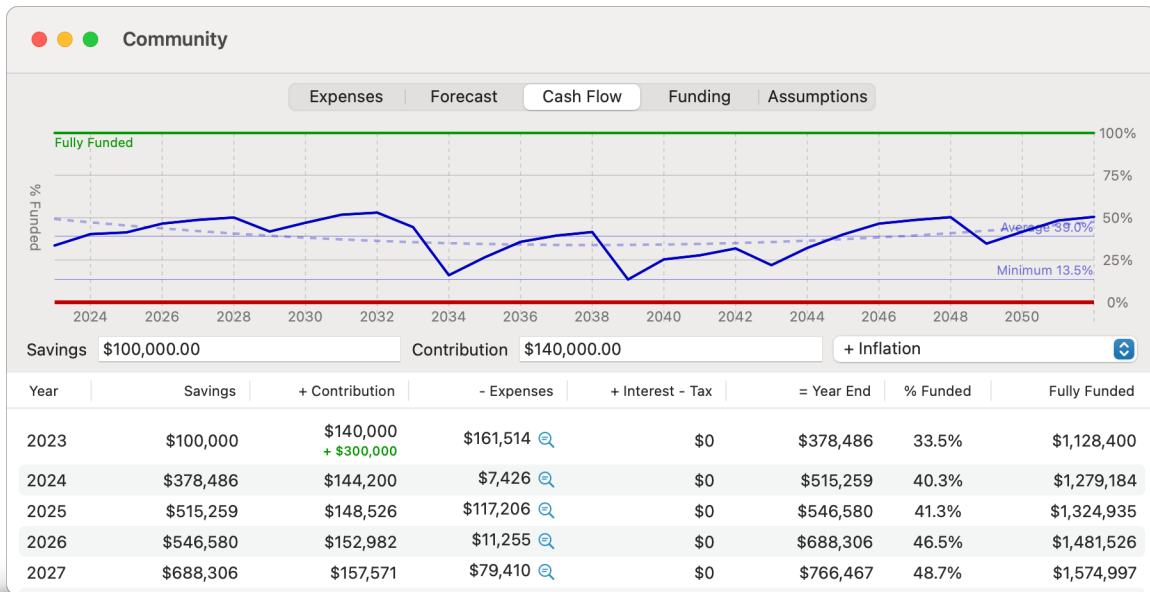 Community
Expenses Forecast Cash Flow Funding Assumptions
100%
Fully Funded
75%
% Funded
50%
Average 39.0%
25%
Minimum 13.5%
0%
2024 2026 2028 2030 2032 2034 2036 2038 2040 2042 2044 2046 2048 2050
Savings $100,000.00 Contribution $140,000.00 + Inflation
Year Savings + Contribution - Expenses + Interest - Tax = Year End % Funded Fully Funded
2023 $100,000 $140,000 $161,514 $0 $378,486 33.5% $1,128,400
+ $300,000
2024 $378,486 $144,200 $7,426 $0 $515,259 40.3% $1,279,184
2025 $515,259 $148,526 $117,206 $0 $546,580 41.3% $1,324,935
2026 $546,580 $152,982 $11,255 $0 $688,306 46.5% $1,481,526
2027 $688,306 $157,571 $79,410 $0 $766,467 48.7% $1,574,997